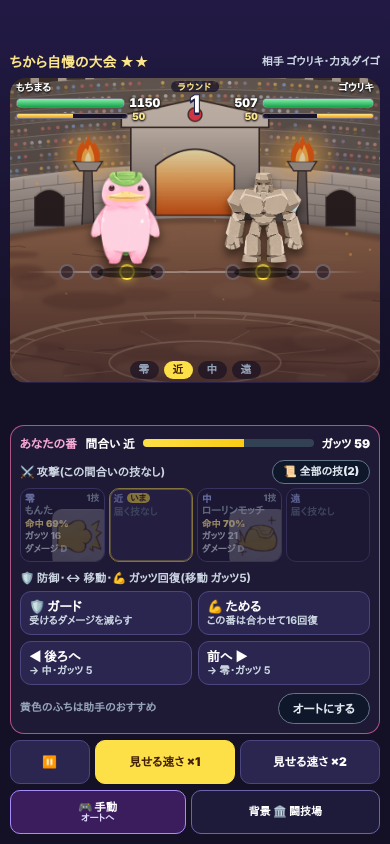 ちから自慢の大会 ★★
相手 ゴウリキ・力丸ダイゴ
もちまる
ラウンド
ゴウリキ
1150
1
507
50
50
零
近
中
遠
あなたの番 間合い 近
ガッツ 59
⚔️ 攻撃(この間合いの技なし)
📜 全部の技(2)
零 1技
もんた
命中 69%
ガッツ 16
ダメージ D
近 いま
届く技なし
中 1技
ローリンモッチ
命中 70%
ガッツ 21
ダメージ D
遠
届く技なし
🛡️ 防御・↔ 移動・💪 ガッツ回復(移動 ガッツ5)
🛡️ ガード
受けるダメージを減らす
💪 ためる
この番は合わせて16回復
◀ 後ろへ
→ 中・ガッツ 5
前へ ▶
→ 零・ガッツ 5
黄色のふちは助手のおすすめ
オートにする
⏸
見せる速さ ×1
見せる速さ ×2
🎮 手動
オートへ
背景 🏛️ 闘技場